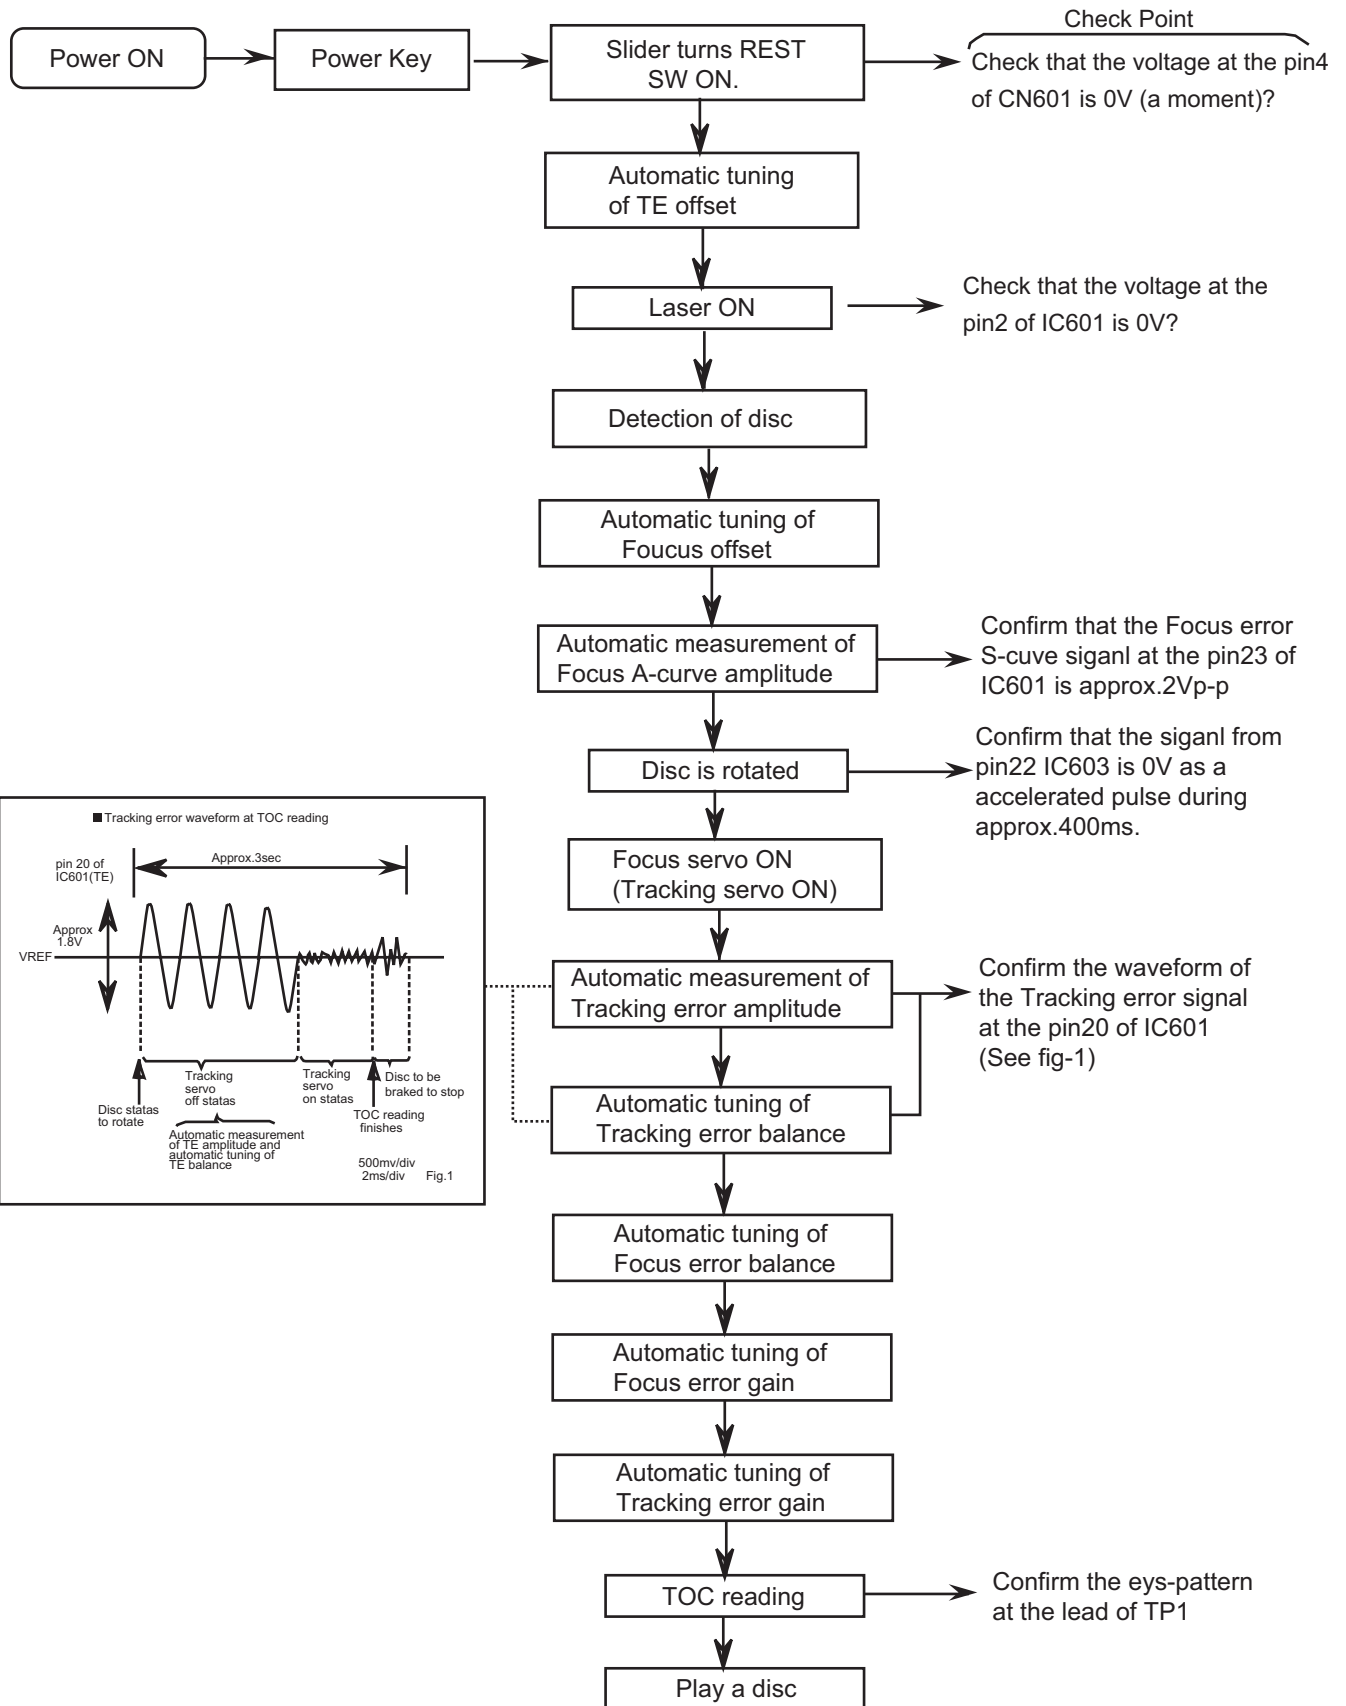 Power ON
Power Key
Slider turns REST
SW ON.
Check Point
Check that the voltage at the pin4
of CN601 is 0V (a moment)?
Automatic tuning
of TE offset
Laser ON
Check that the voltage at the
pin2 of IC601 is 0V?
Detection of disc
Automatic tuning of
Foucus offset
Automatic measurement of
Focus A-curve amplitude
Confirm that the Focus error
S-cuve siganl at the pin23 of
IC601 is approx.2Vp-p
Disc is rotated
Confirm that the siganl from
pin22 IC603 is 0V as a
accelerated pulse during
approx.400ms.
Focus servo ON
(Tracking servo ON)
Automatic measurement of
Tracking error amplitude
Confirm the waveform of
the Tracking error signal
at the pin20 of IC601
(See fig-1)
Automatic tuning of
Tracking error balance
■ Tracking error waveform at TOC reading
pin 20 of
IC601(TE)
Approx.3sec
Approx
1.8V
VREF
Disc statas
to rotate
Tracking
servo
off statas
Tracking
servo
on statas
Disc to be
braked to stop
TOC reading
finishes
Automatic measurement
of TE amplitude and
automatic tuning of
TE balance
500mv/div
2ms/div
Fig.1
Automatic tuning of
Focus error balance
Automatic tuning of
Focus error gain
Automatic tuning of
Tracking error gain
TOC reading
Confirm the eys-pattern
at the lead of TP1
Play a disc